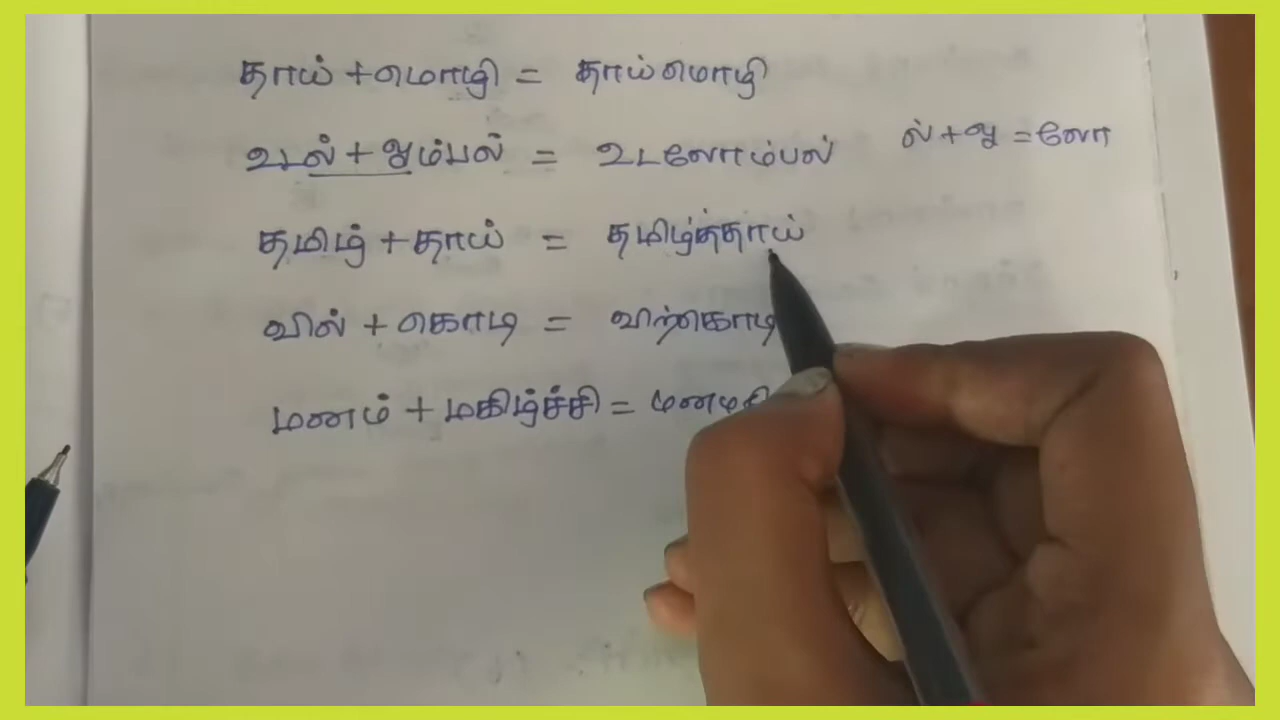 தாய் + மொழி = தாய்மொழி
உடல் + ஓம்பல் = உடலோம்பல் ல் + ஓ = லோ
தமிழ் + தாய் = தமிழ்த்தாய்
வில் + கொடி = விற்கொடி
மனம் + மகிழ்ச்சி =